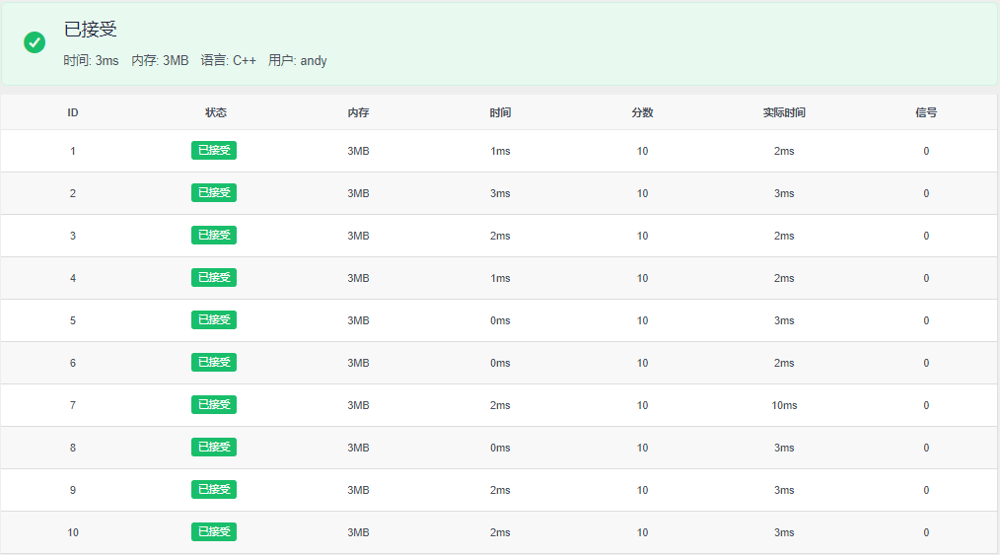 已接受
时间: 3ms 内存: 3MB 语言: C++ 用户: andy
ID 状态 内存 时间 分数 实际时间 信号
1 已接受 3MB 1ms 10 2ms 0
2 已接受 3MB 3ms 10 3ms 0
3 已接受 3MB 2ms 10 2ms 0
4 已接受 3MB 1ms 10 2ms 0
5 已接受 3MB 0ms 10 3ms 0
6 已接受 3MB 0ms 10 2ms 0
7 已接受 3MB 2ms 10 10ms 0
8 已接受 3MB 0ms 10 3ms 0
9 已接受 3MB 2ms 10 3ms 0
10 已接受 3MB 2ms 10 3ms 0